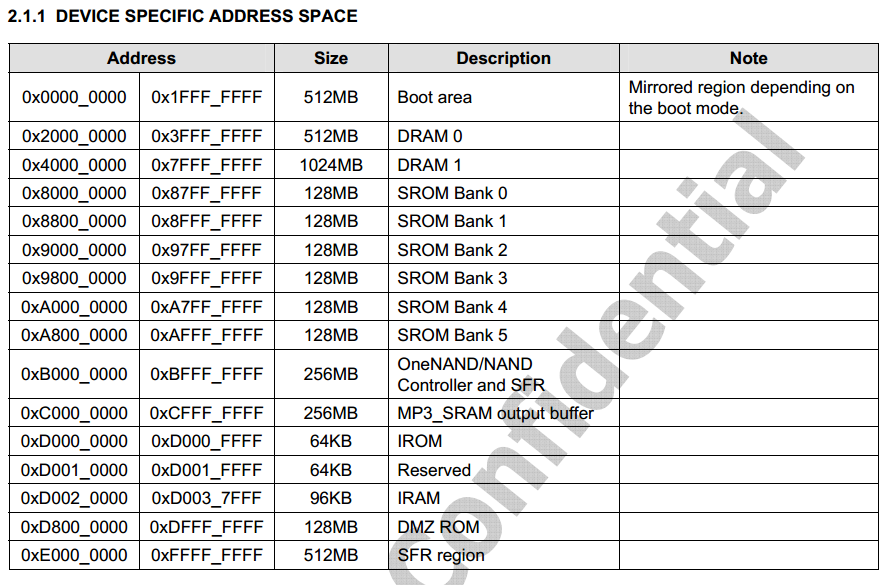 2.1.1 DEVICE SPECIFIC ADDRESS SPACE
Address Size Description Note
0x0000_0000 0x1FFF_FFFF 512MB Boot area Mirrored region depending on
the boot mode.
0x2000_0000 0x3FFF_FFFF 512MB DRAM 0
0x4000_0000 0x7FFF_FFFF 1024MB DRAM 1
0x8000_0000 0x87FF_FFFF 128MB SROM Bank 0
0x8800_0000 0x8FFF_FFFF 128MB SROM Bank 1
0x9000_0000 0x97FF_FFFF 128MB SROM Bank 2
0x9800_0000 0x9FFF_FFFF 128MB SROM Bank 3
0xA000_0000 0xA7FF_FFFF 128MB SROM Bank 4
0xA800_0000 0xAFFF_FFFF 128MB SROM Bank 5
0xB000_0000 0xBFFF_FFFF 256MB OneNAND/NAND
Controller and SFR
0xC000_0000 0xCFFF_FFFF 256MB MP3_SRAM output buffer
0xD000_0000 0xD000_FFFF 64KB IROM
0xD001_0000 0xD001_FFFF 64KB Reserved
0xD002_0000 0xD003_7FFF 96KB IRAM
0xD800_0000 0xDFFF_FFFF 128MB DMZ ROM
0xE000_0000 0xFFFF_FFFF 512MB SFR region
Confidential